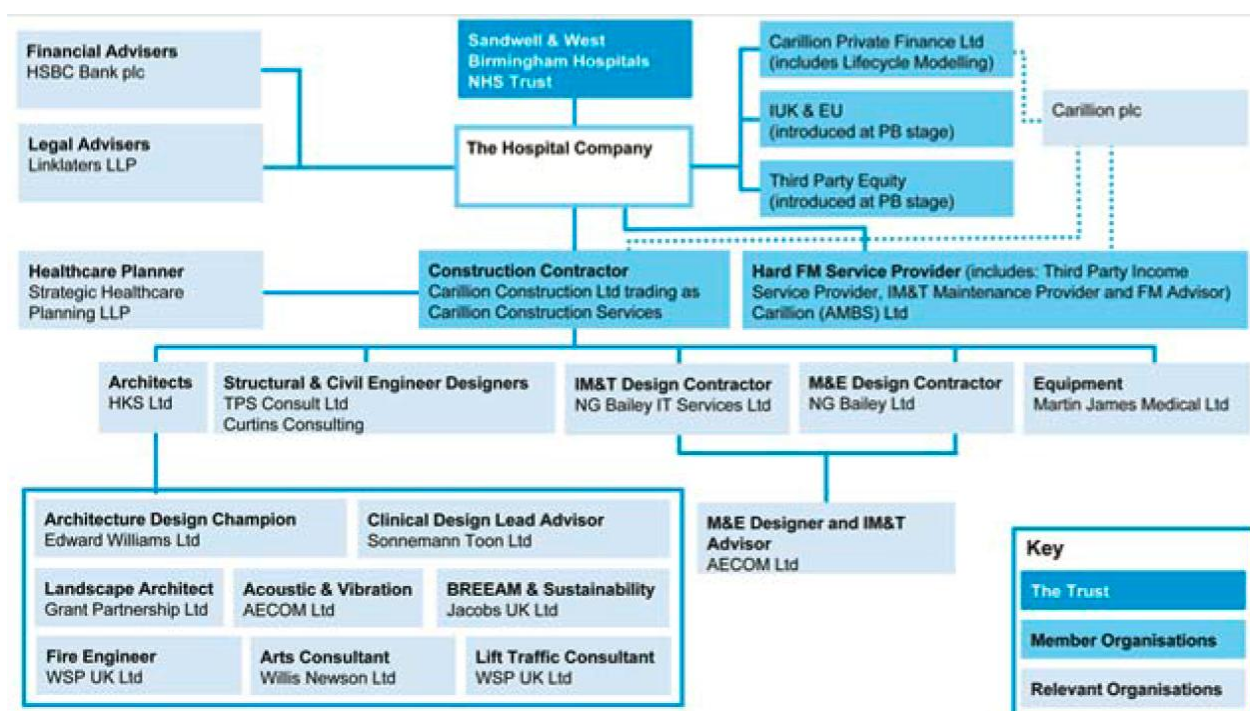 Financial Advisers
HSBC Bank plc
Sandwell & West
Birmingham Hospitals
NHS Trust
Carillion Private Finance Ltd
(includes Lifecycle Modelling)
Legal Advisers
Linklaters LLP
The Hospital Company
IUK & EU
(introduced at PB stage)
Carillion plc
Third Party Equity
(introduced at PB stage)
Healthcare Planner
Strategic Healthcare
Planning LLP
Construction Contractor
Carillion Construction Ltd trading as
Carillion Construction Services
Hard FM Service Provider (includes: Third Party Income
Service Provider, IM&T Maintenance Provider and FM Advisor)
Carillion (AMBS) Ltd
Architects
HKS Ltd
Structural & Civil Engineer Designers
TPS Consult Ltd
Curtins Consulting
IM&T Design Contractor
NG Bailey IT Services Ltd
M&E Design Contractor
NG Bailey Ltd
Equipment
Martin James Medical Ltd
Architecture Design Champion
Edward Williams Ltd
Clinical Design Lead Advisor
Sonnemann Toon Ltd
Landscape Architect
Grant Partnership Ltd
Acoustic & Vibration
AECOM Ltd
BREEAM & Sustainability
Jacobs UK Ltd
Fire Engineer
WSP UK Ltd
Arts Consultant
Willis Newson Ltd
Lift Traffic Consultant
WSP UK Ltd
M&E Designer and IM&T
Advisor
AECOM Ltd
Key
The Trust
Member Organisations
Relevant Organisations